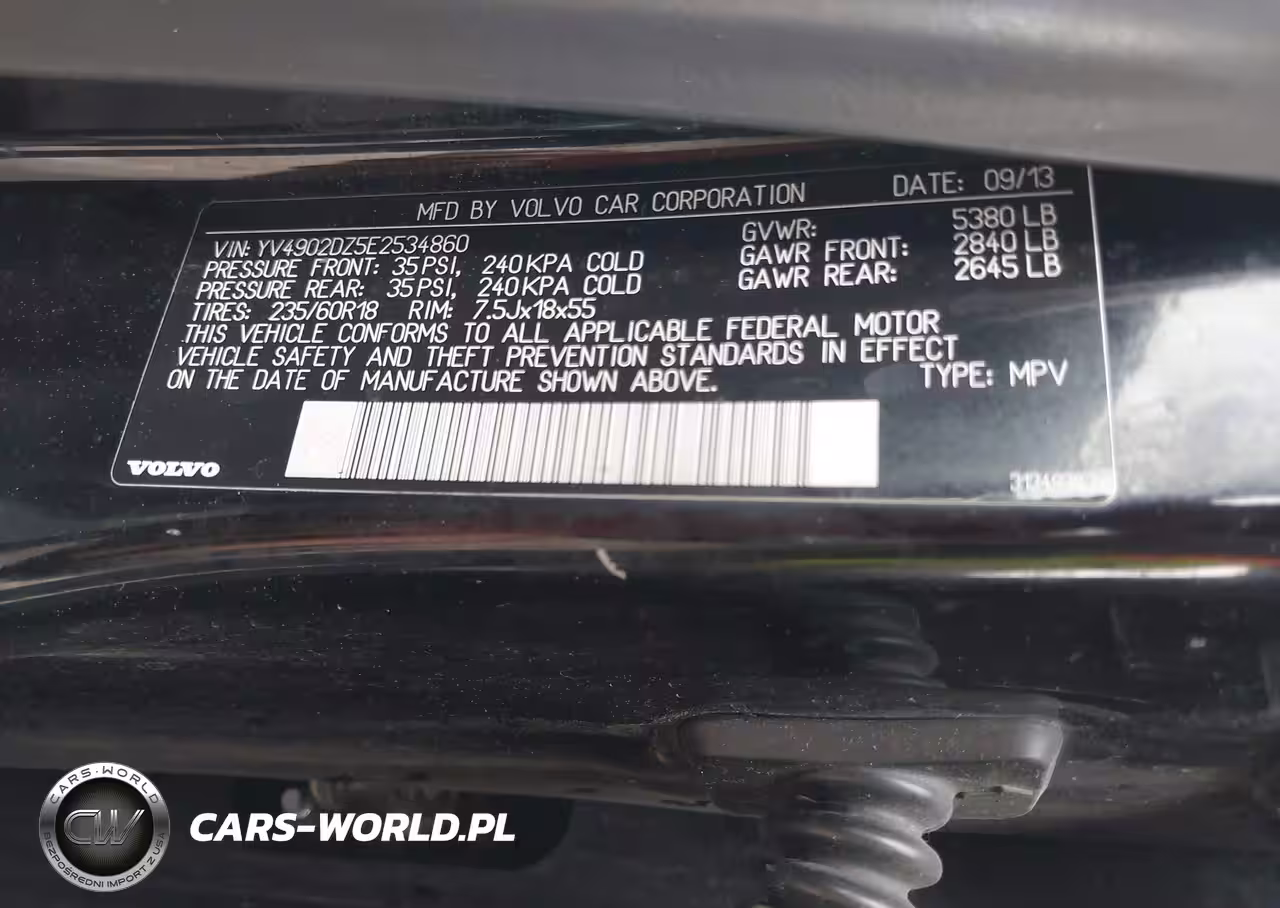 MFD BY VOLVO CAR CORPORATION DATE: 09/13
VIN: YV4902DZ5E2534860 GVWR: 5380 LB
PRESSURE FRONT: 35 PSI, 240 KPA COLD GAWR FRONT: 2840 LB
PRESSURE REAR: 35 PSI, 240 KPA COLD GAWR REAR: 2645 LB
TIRES: 235/60R18 RIM: 7.5Jx18x55
THIS VEHICLE CONFORMS TO ALL APPLICABLE FEDERAL MOTOR
VEHICLE SAFETY AND THEFT PREVENTION STANDARDS IN EFFECT
ON THE DATE OF MANUFACTURE SHOWN ABOVE. TYPE: MPV
VOLVO
CARS-WORLD
CW
BEZPOŚREDNI IMPORT Z USA
CARS-WORLD.PL